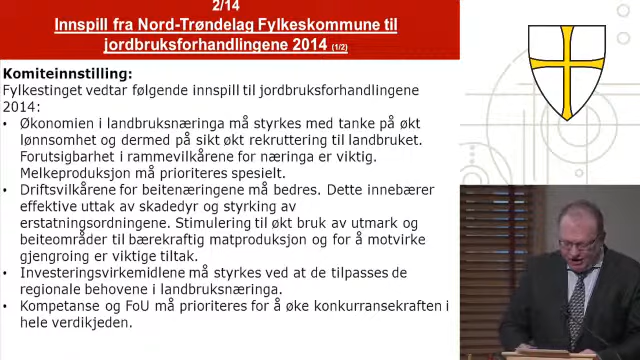 2/14
Innspill fra Nord-Trøndelag Fylkeskommune til
jordbruksforhandlingene 2014 (1/2)
Komiteinnstilling:
Fylkestinget vedtar følgende innspill til jordbruksforhandlingene
2014:
• Økonomien i landbruksnæringa må styrkes med tanke på økt
lønnsomhet og dermed på sikt økt rekruttering til landbruket.
Forutsigbarhet i rammevilkårene for næringa er viktig.
Melkeproduksjon må prioriteres spesielt.
• Driftsvilkårene for beitenæringene må bedres. Dette innebærer
effektive uttak av skadedyr og styrking av
erstatningsordningene. Stimulering til økt bruk av utmark og
beiteområder til bærekraftig matproduksjon og for å motvirke
gjengroing er viktige tiltak.
• Investeringsvirkemidlene må styrkes ved at de tilpasses de
regionale behovene i landbruksnæringa.
• Kompetanse og FoU må prioriteres for å øke konkurransekraften i
hele verdikjeden.